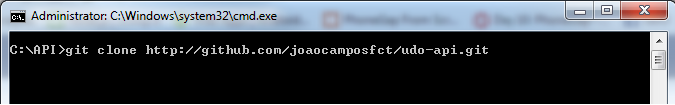 Administrator: C:\Windows\system32\cmd.exe
C:\API>git clone http://github.com/joaocamposfct/udo-api.git